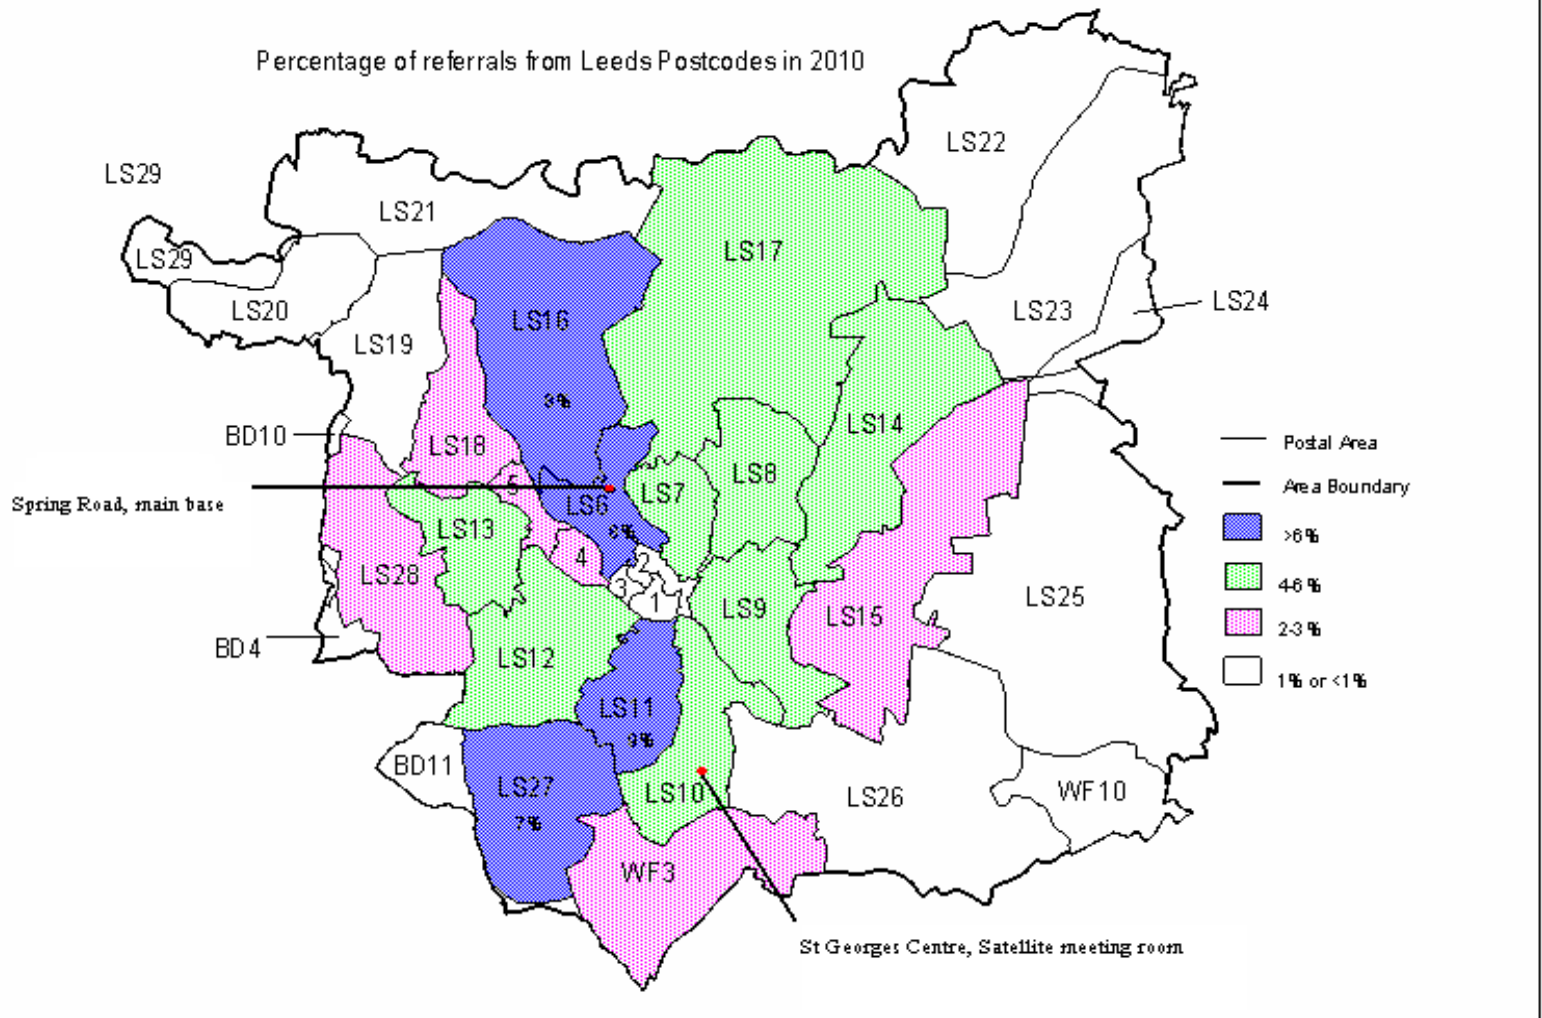 Percentage of referrals from Leeds Postcodes in 2010
LS22
LS29
LS21
LS17
LS29
LS20
LS16
LS23
LS24
LS19
LS14
BD10
LS18
Postal Area
LS8
5
LS7
Area Boundary
Spring Road, main base
LS6
LS13
>6%
4
2
LS28
3
4-6 %
1
LS9
LS15
LS25
2-3 %
BD4
LS12
1% or <1%
LS11
BD11
LS27
7%
LS10
LS26
WF10
WF3
St Georges Centre, Satellite meeting room